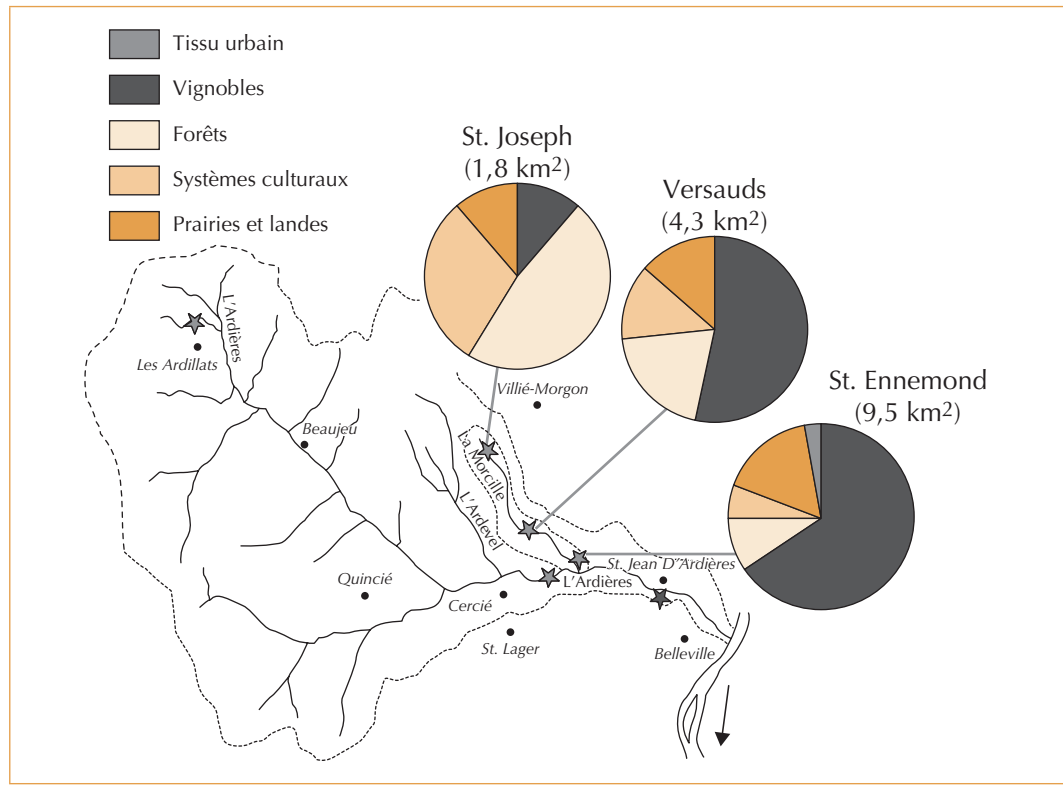 Tissu urbain
Vignobles
Forêts
Systèmes culturaux
Prairies et landes
St. Joseph
(1,8 km²)
Versauds
(4,3 km²)
St. Ennemond
(9,5 km²)
L'Ardières
Les Ardillats
Beaujeu
Villié-Morgon
La Morcille
L'Ardevel
Quincié
Cercié
St. Lager
L'Ardières
St. Jean D"Ardières
Belleville